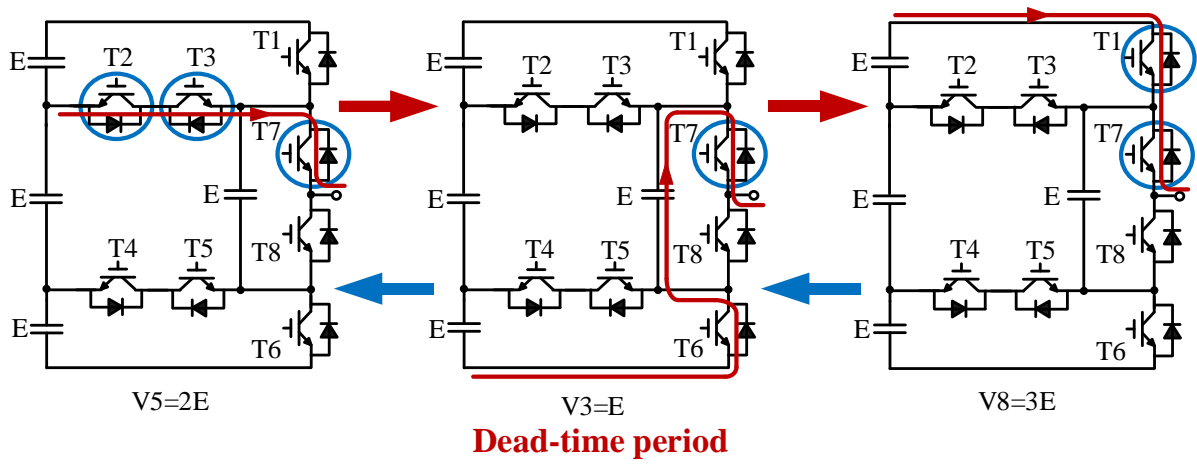 T1
E
T2
T3
T7
E
E
T4
T5
T8
E
T6
V5=2E
T1
E
T2
T3
T7
E
E
T4
T5
T8
E
T6
V3=E
T1
E
T2
T3
T7
E
E
T4
T5
T8
E
T6
V8=3E
Dead-time period